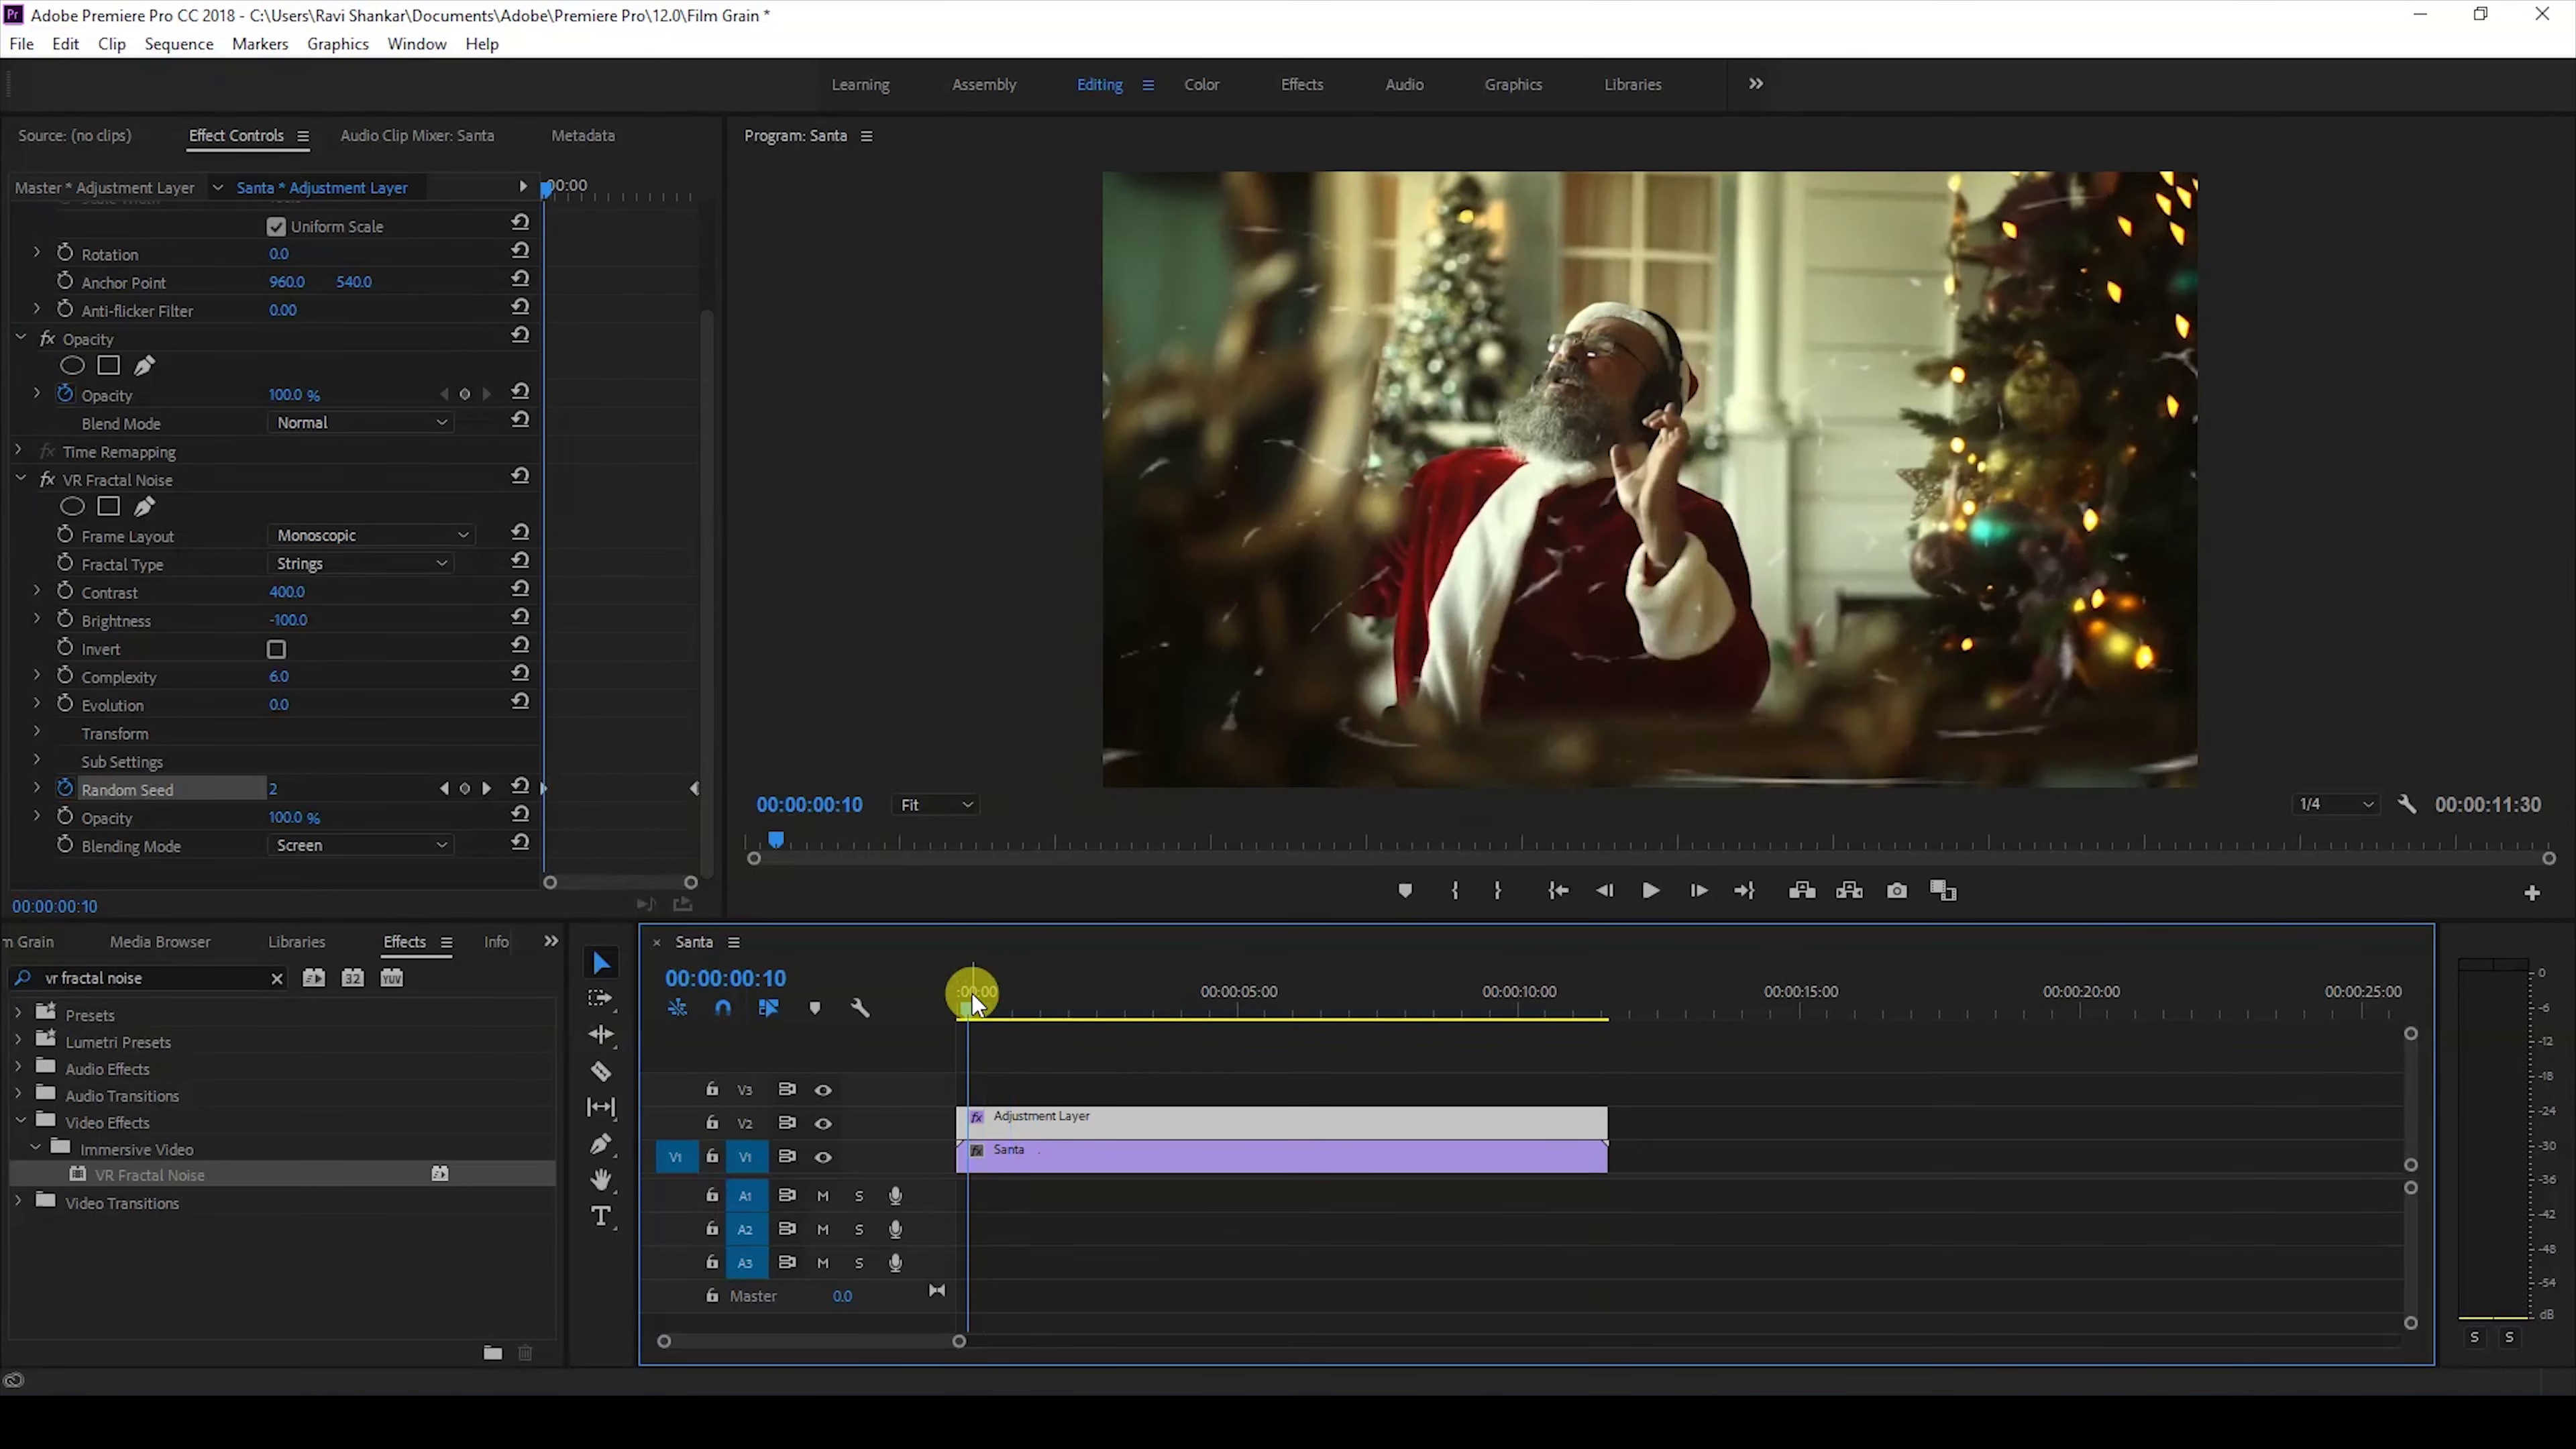 Pr Adobe Premiere Pro CC 2018 - C:\Users\Ravi Shankar\Documents\Adobe\Premiere Pro\12.0\Film Grain *
File Edit Clip Sequence Markers Graphics Window Help
Learning Assembly Editing Color Effects Audio Graphics Libraries
Source: (no clips) Effect Controls Audio Clip Mixer: Santa Metadata
Program: Santa
Master * Adjustment Layer Santa * Adjustment Layer
:00:00
Uniform Scale
Rotation 0.0
Anchor Point 960.0 540.0
Anti-flicker Filter 0.00
fx Opacity
Opacity 100.0 %
Blend Mode Normal
fx Time Remapping
fx VR Fractal Noise
Frame Layout Monoscopic
Fractal Type Strings
Contrast 400.0
Brightness -100.0
Invert
Complexity 6.0
Evolution 0.0
Transform
Sub Settings
Random Seed 2
Opacity 100.0 %
Blending Mode Screen
00:00:00:10
00:00:00:10 Fit 1/4 00:00:11:30
m Grain Media Browser Libraries Effects Info
vr fractal noise 32 YUV
Presets
Lumetri Presets
Audio Effects
Audio Transitions
Video Effects
Immersive Video
VR Fractal Noise
Video Transitions
T
Santa
00:00:00:10
:00:00 00:00:05:00 00:00:10:00 00:00:15:00 00:00:20:00 00:00:25:00
V3
V2 fx Adjustment Layer
V1 V1 fx Santa
A1 M S
A2 M S
A3 M S
Master 0.0
0
-6
-12
-18
-24
-30
-36
-42
-48
-54
dB
S S